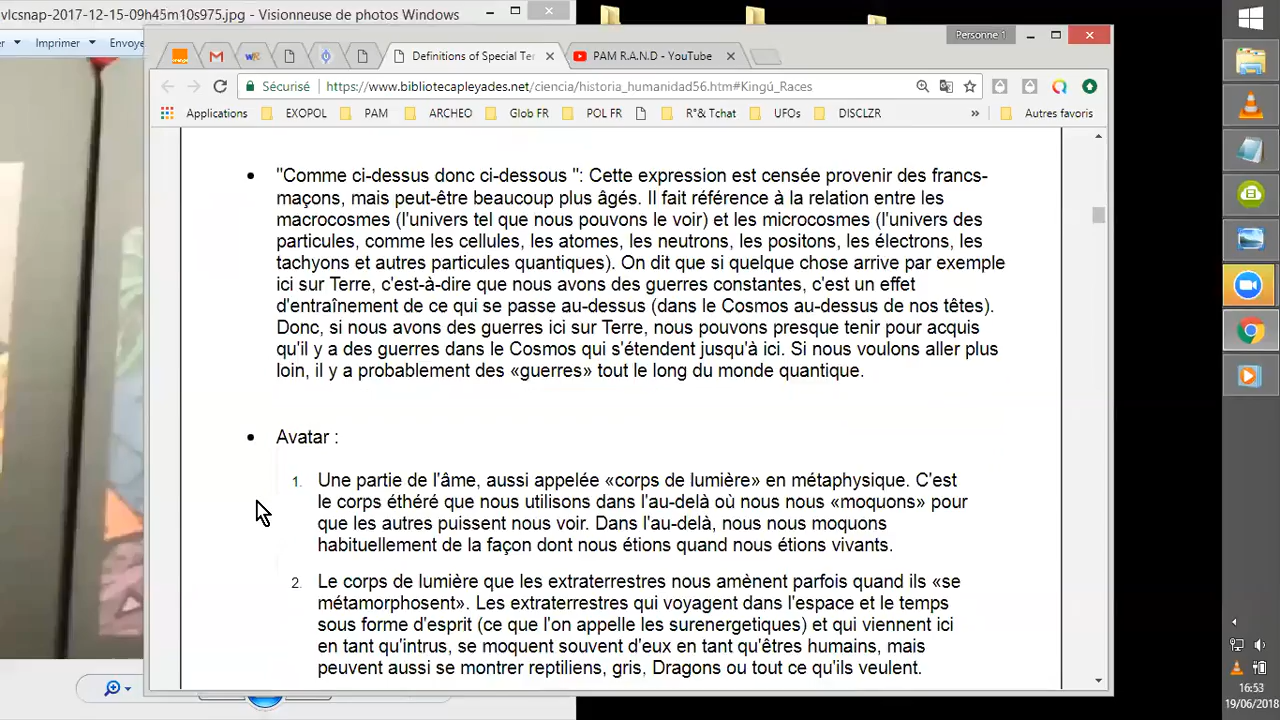 vlcsnap-2017-12-15-09h45m10s975.jpg - Visionneuse de photos Windows
Imprimer Envoye
Personne 1
Definitions of Special Ter PAM R.A.N.D - YouTube
Sécurisé https://www.bibliotecapleyades.net/ciencia/historia_humanidad56.htm#Kingú_Races
Applications EXOPOL PAM ARCHEO Glob FR POL FR R°& Tchat UFOs DISCLZR » Autres favoris
• "Comme ci-dessus donc ci-dessous ": Cette expression est censée provenir des francs-
maçons, mais peut-être beaucoup plus âgés. Il fait référence à la relation entre les
macrocosmes (l'univers tel que nous pouvons le voir) et les microcosmes (l'univers des
particules, comme les cellules, les atomes, les neutrons, les positons, les électrons, les
tachyons et autres particules quantiques). On dit que si quelque chose arrive par exemple
ici sur Terre, c'est-à-dire que nous avons des guerres constantes, c'est un effet
d'entraînement de ce qui se passe au-dessus (dans le Cosmos au-dessus de nos têtes).
Donc, si nous avons des guerres ici sur Terre, nous pouvons presque tenir pour acquis
qu'il y a des guerres dans le Cosmos qui s'étendent jusqu'à ici. Si nous voulons aller plus
loin, il y a probablement des «guerres» tout le long du monde quantique.
• Avatar :
1. Une partie de l'âme, aussi appelée «corps de lumière» en métaphysique. C'est
le corps éthéré que nous utilisons dans l'au-delà où nous nous «moquons» pour
que les autres puissent nous voir. Dans l'au-delà, nous nous moquons
habituellement de la façon dont nous étions quand nous étions vivants.
2. Le corps de lumière que les extraterrestres nous amènent parfois quand ils «se
métamorphosent». Les extraterrestres qui voyagent dans l'espace et le temps
sous forme d'esprit (ce que l'on appelle les surenergetiques) et qui viennent ici
en tant qu'intrus, se moquent souvent d'eux en tant qu'êtres humains, mais
peuvent aussi se montrer reptiliens, gris, Dragons ou tout ce qu'ils veulent.
16:53
19/06/2018